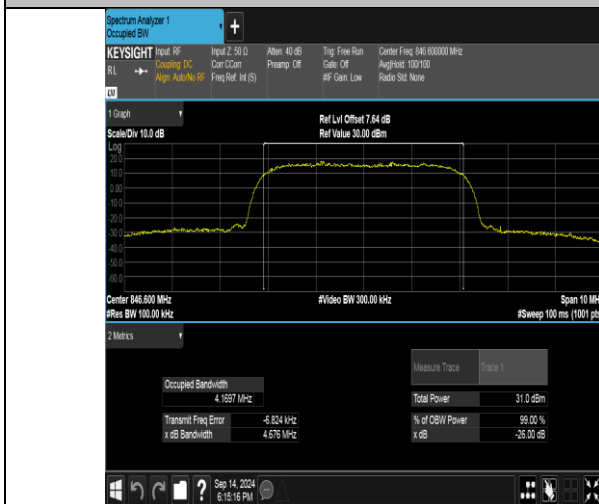 Spectrum Analyzer 1
Occupied BW
+
KEYSIGHT Input: RF Input Z: 50 Ω Atten: 40 dB Trig: Free Run Center Freq: 846.600000 MHz
RL Coupling: DC Corr CCorr Preamp: Off Gate: Off Avg|Hold: 100/100
Align: Auto/No RF Freq Ref: Int (S) #IF Gain: Low Radio Std: None
1 Graph
Ref Lvl Offset 7.64 dB
Scale/Div 10.0 dB Ref Value 30.00 dBm
Log
20.0
10.0
0.00
-10.0
-20.0
-30.0
-40.0
-50.0
-60.0
Center 846.600 MHz #Video BW 300.00 kHz Span 10 MH
#Res BW 100.00 kHz #Sweep 100 ms (1001 pts
2 Metrics
Measure Trace Trace 1
Occupied Bandwidth
4.1697 MHz Total Power 31.0 dBm
Transmit Freq Error -6.824 kHz % of OBW Power 99.00 %
x dB Bandwidth 4.676 MHz x dB -26.00 dB
? Sep 14, 2024
6:15:16 PM